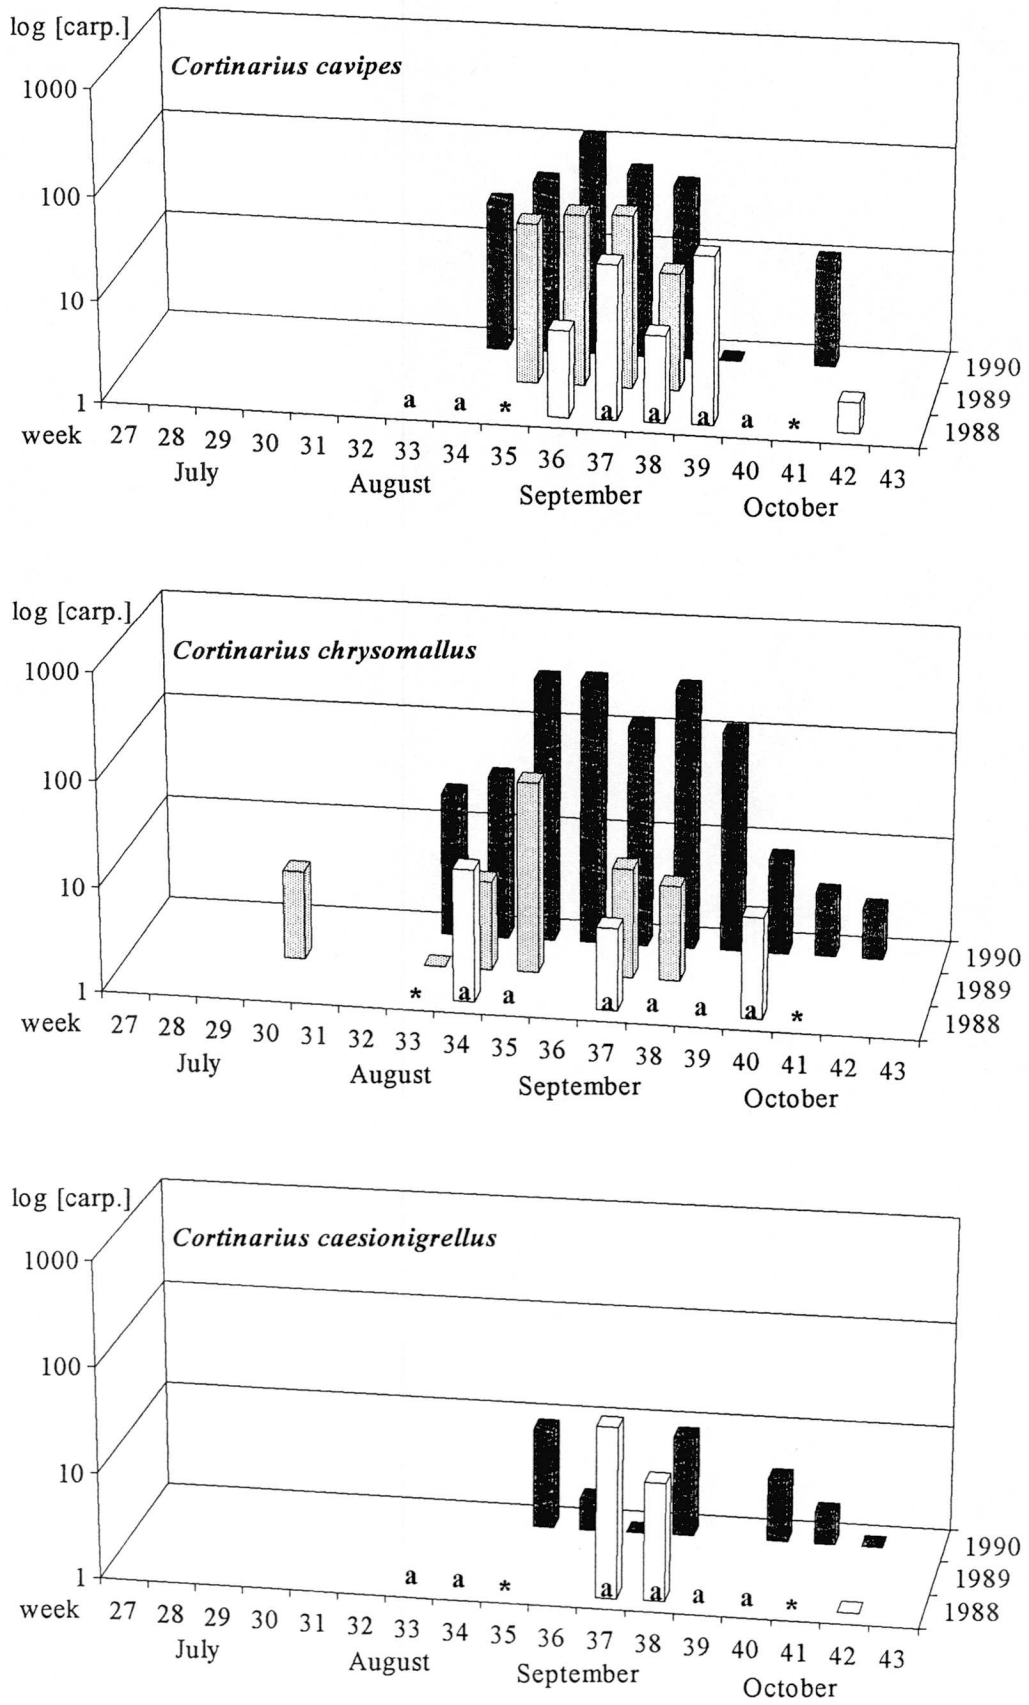 log [carp.]
Cortinarius cavipes
1000
100
10
1
a a * a a a a *
1990
1989
1988
week 27 28 29 30 31 32 33 34 35 36 37 38 39 40 41 42 43
July August September October
log [carp.]
Cortinarius chrysomallus
1000
100
10
1
* a a a a a a *
1990
1989
1988
week 27 28 29 30 31 32 33 34 35 36 37 38 39 40 41 42 43
July August September October
log [carp.]
Cortinarius caesionigrellus
1000
100
10
1
a a * a a a a *
1990
1989
1988
week 27 28 29 30 31 32 33 34 35 36 37 38 39 40 41 42 43
July August September October